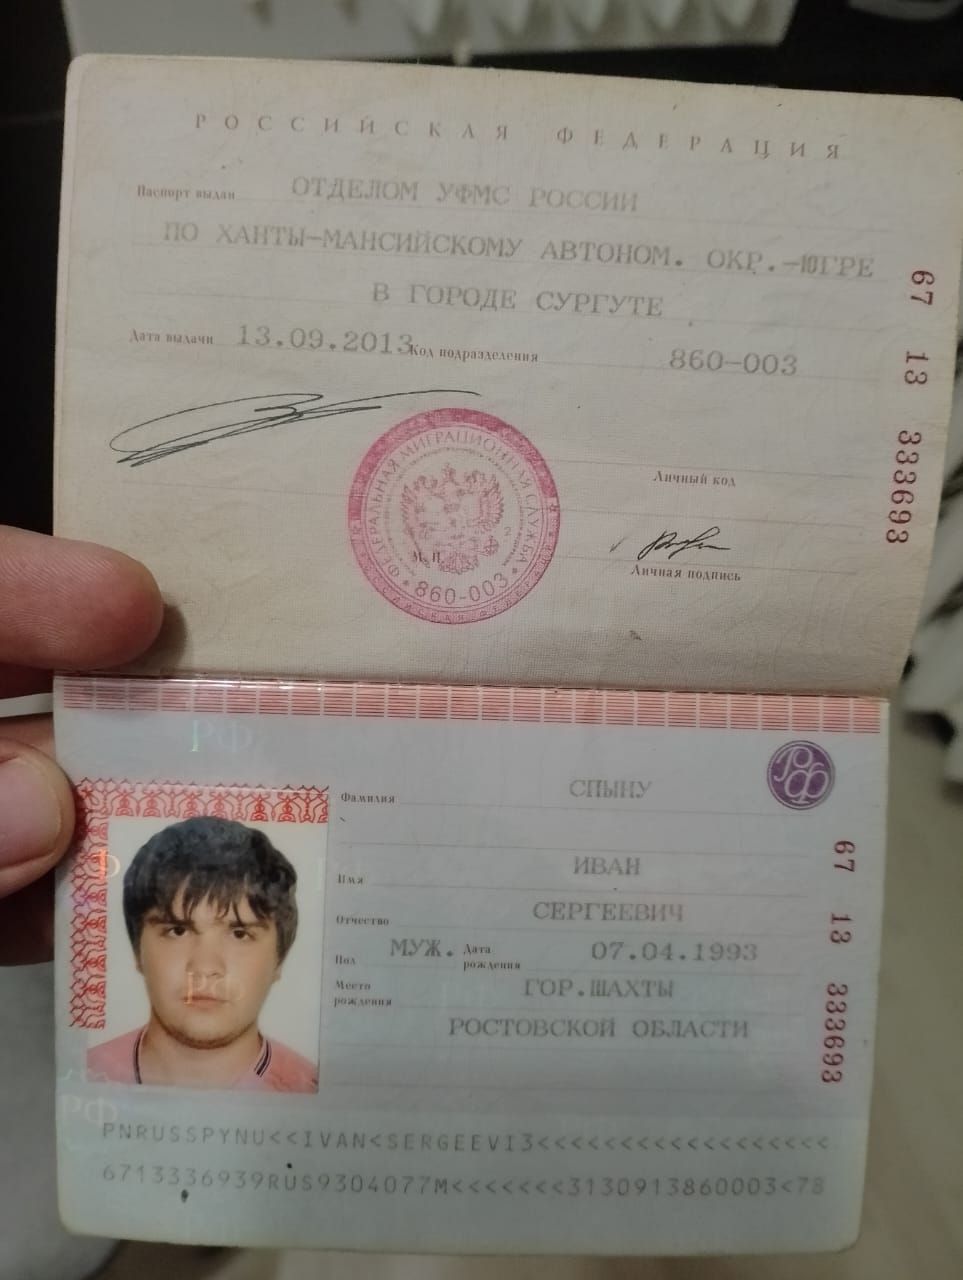 РОССИЙСКАЯ ФЕДЕРАЦИЯ
Паспорт выдан ОТДЕЛОМ УФМС РОССИИ
ПО ХАНТЫ-МАНСИЙСКОМУ АВТОНОМ. ОКР.-ЮГРЕ
В ГОРОДЕ СУРГУТЕ
Дата выдачи 13.09.2013 Код подразделения 860-003
67 13 333693
Личный код
Личная подпись
М.П.
ФЕДЕРАЛЬНАЯ МИГРАЦИОННАЯ СЛУЖБА
860-003
РФ
Фамилия СПЫНУ
Имя ИВАН
Отчество СЕРГЕЕВИЧ
Пол МУЖ. Дата рождения 07.04.1993
Место рождения ГОР.ШАХТЫ
РОСТОВСКОЙ ОБЛАСТИ
67 13 333693
PNRUSSPYNU<<IVAN<SERGEEVI3<<<<<<<<<<<<<<<<<<
6713336939RUS9304077M<<<<<<<3130913860003<78